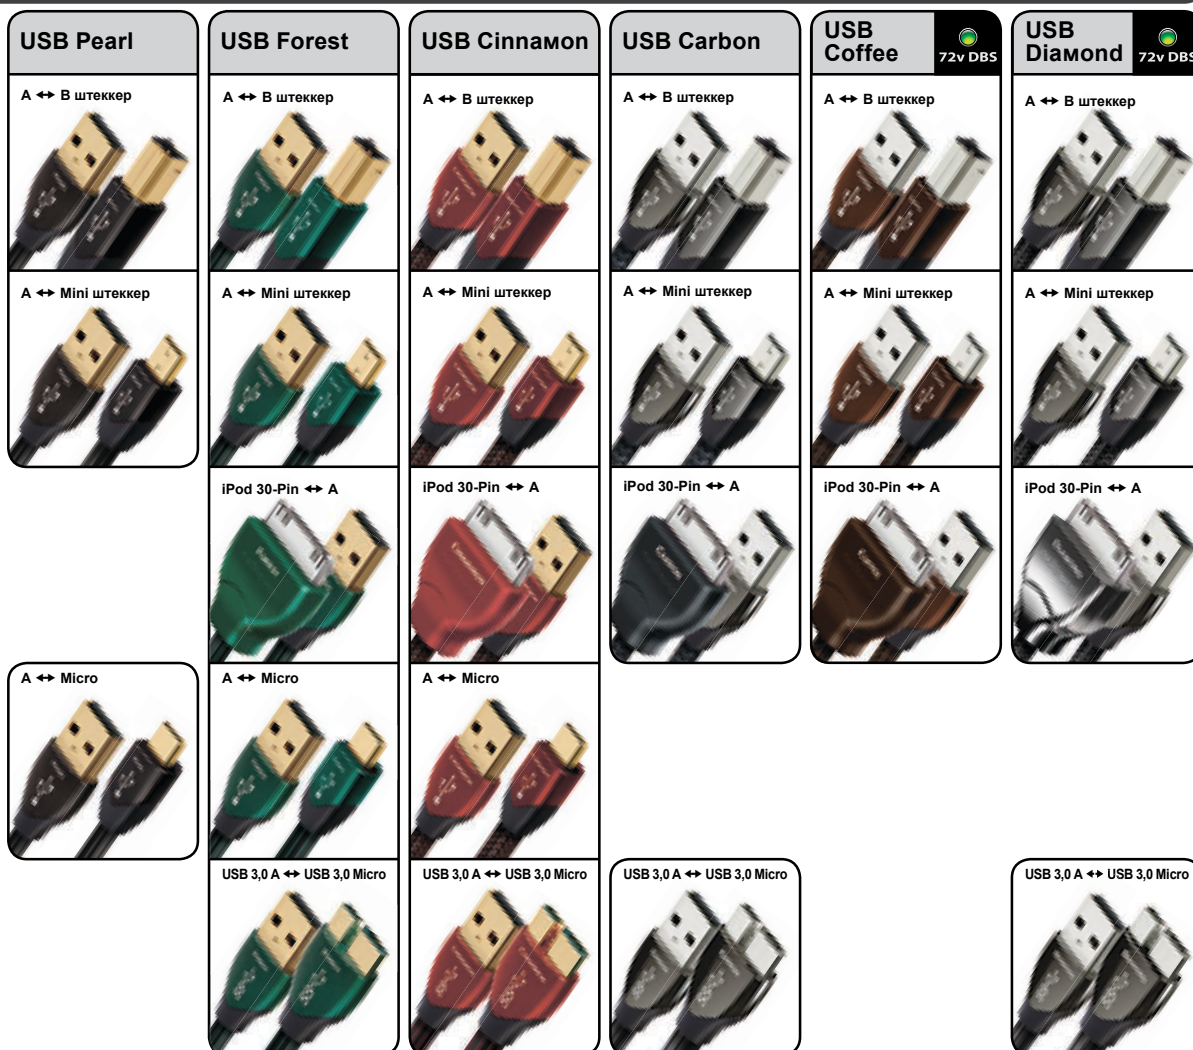 USB Pearl
USB Forest
USB Cinnaмon
USB Carbon
USB
Coffee
72v DBS
USB
Diaмond
72v DBS
A ↔ B штеккер
A ↔ B штеккер
A ↔ B штеккер
A ↔ B штеккер
A ↔ B штеккер
A ↔ B штеккер
A ↔ Mini штеккер
A ↔ Mini штеккер
A ↔ Mini штеккер
A ↔ Mini штеккер
A ↔ Mini штеккер
A ↔ Mini штеккер
iPod 30-Pin ↔ A
iPod 30-Pin ↔ A
iPod 30-Pin ↔ A
iPod 30-Pin ↔ A
iPod 30-Pin ↔ A
A ↔ Micro
A ↔ Micro
A ↔ Micro
USB 3,0 A ↔ USB 3,0 Micro
USB 3,0 A ↔ USB 3,0 Micro
USB 3,0 A ↔ USB 3,0 Micro
USB 3,0 A ↔ USB 3,0 Micro